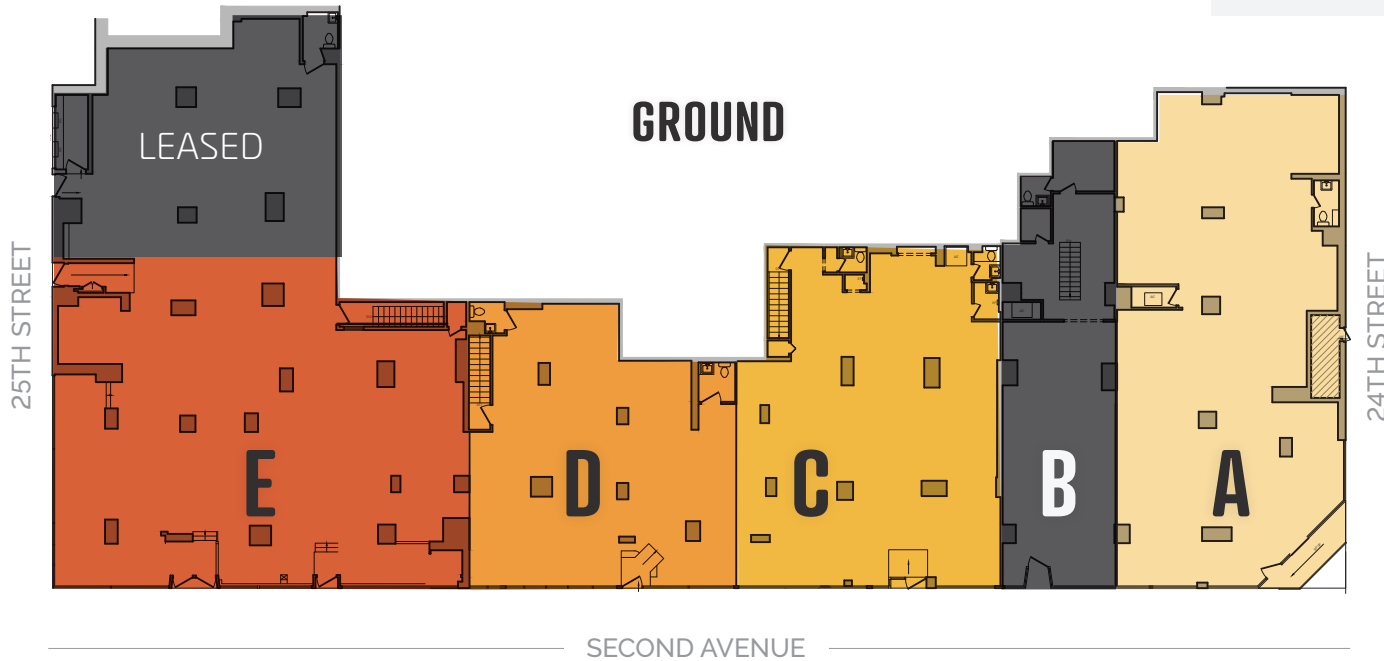 GROUND
LEASED
25TH STREET
24TH STREET
E
D
C
B
A
SECOND AVENUE